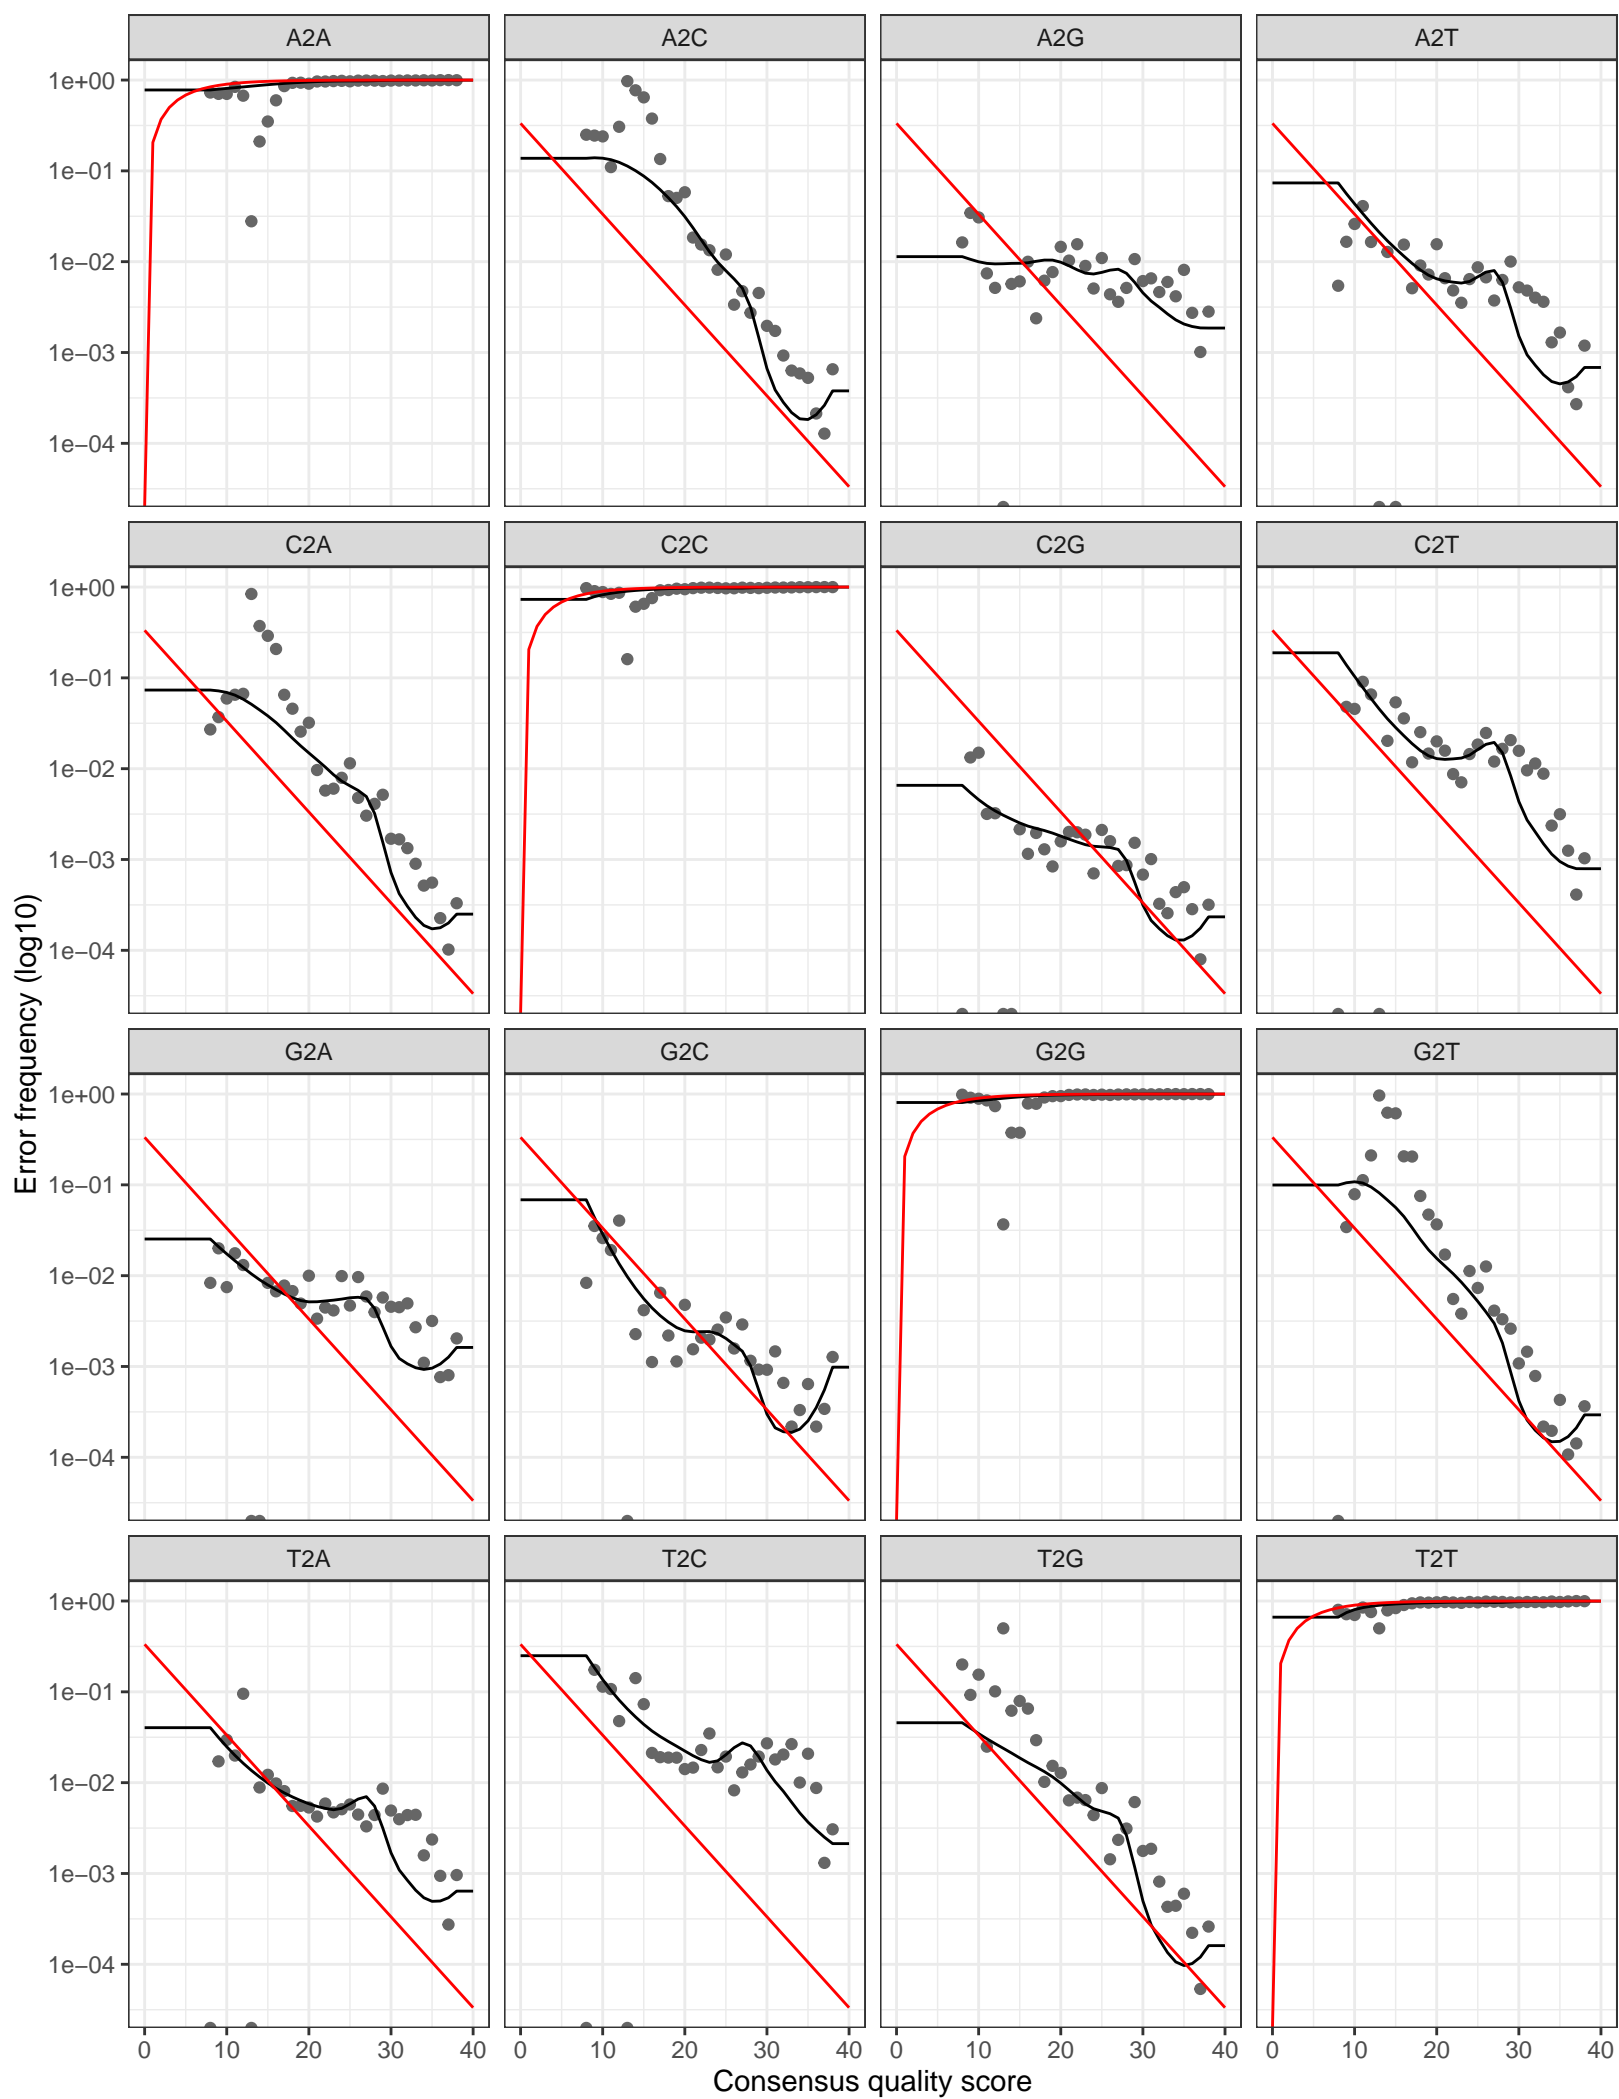 A2A A2C A2G A2T
1e+00
1e−01
1e−02
1e−03
1e−04
C2A C2C C2G C2T
1e+00
1e−01
1e−02
1e−03
1e−04
Error frequency (log10)
G2A G2C G2G G2T
1e+00
1e−01
1e−02
1e−03
1e−04
T2A T2C T2G T2T
1e+00
1e−01
1e−02
1e−03
1e−04
0 10 20 30 40 0 10 20 30 40 0 10 20 30 40 0 10 20 30 40
Consensus quality score